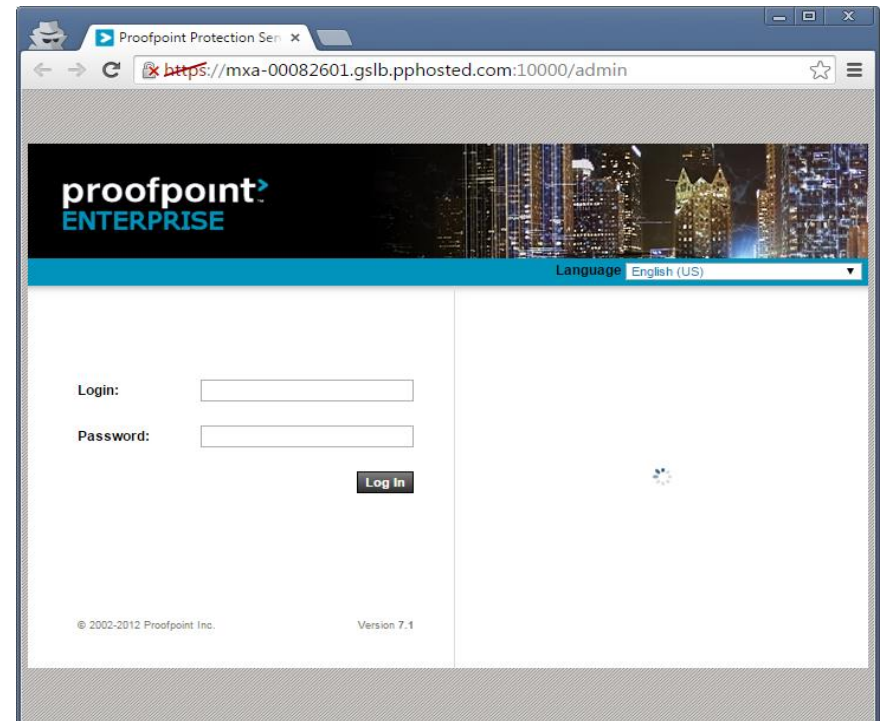 Proofpoint Protection Ser
https://mxa-00082601.gslb.pphosted.com:10000/admin
proofpoint
ENTERPRISE
Language English (US)
Login:
Password:
Log In
© 2002-2012 Proofpoint Inc. Version 7.1